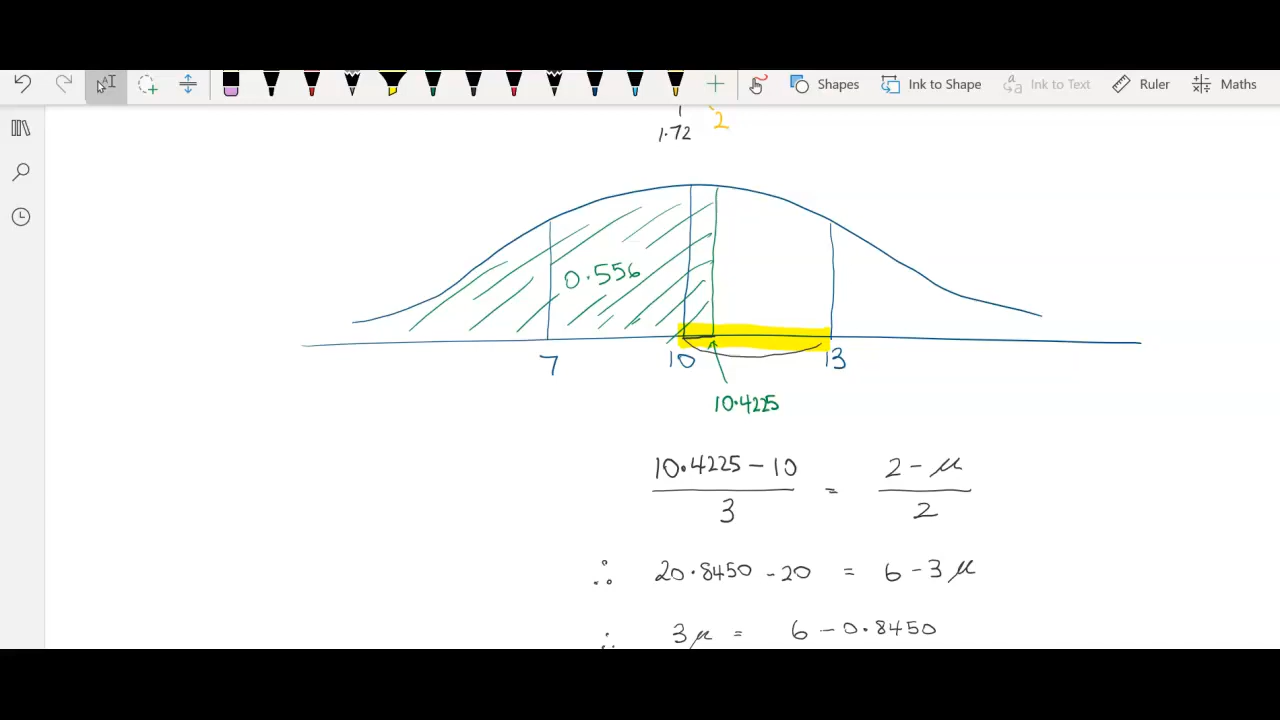 Shapes Ink to Shape Ink to Text Ruler Maths
2
1.72
0.556
7 10 13
10.4225
10.4225 - 10 / 3 = 2 - μ / 2
∴ 20.8450 - 20 = 6 - 3μ
∴ 3μ = 6 - 0.8450